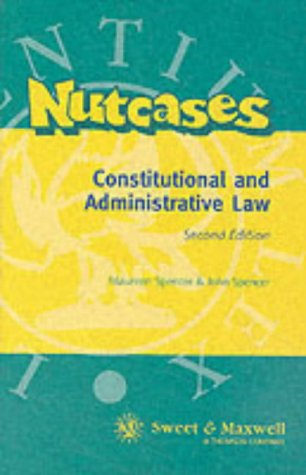 Nutcases
Constitutional and
Administrative Law
Second Edition
Maureen Spencer & John Spencer
Sweet & Maxwell
A THOMSON COMPANY